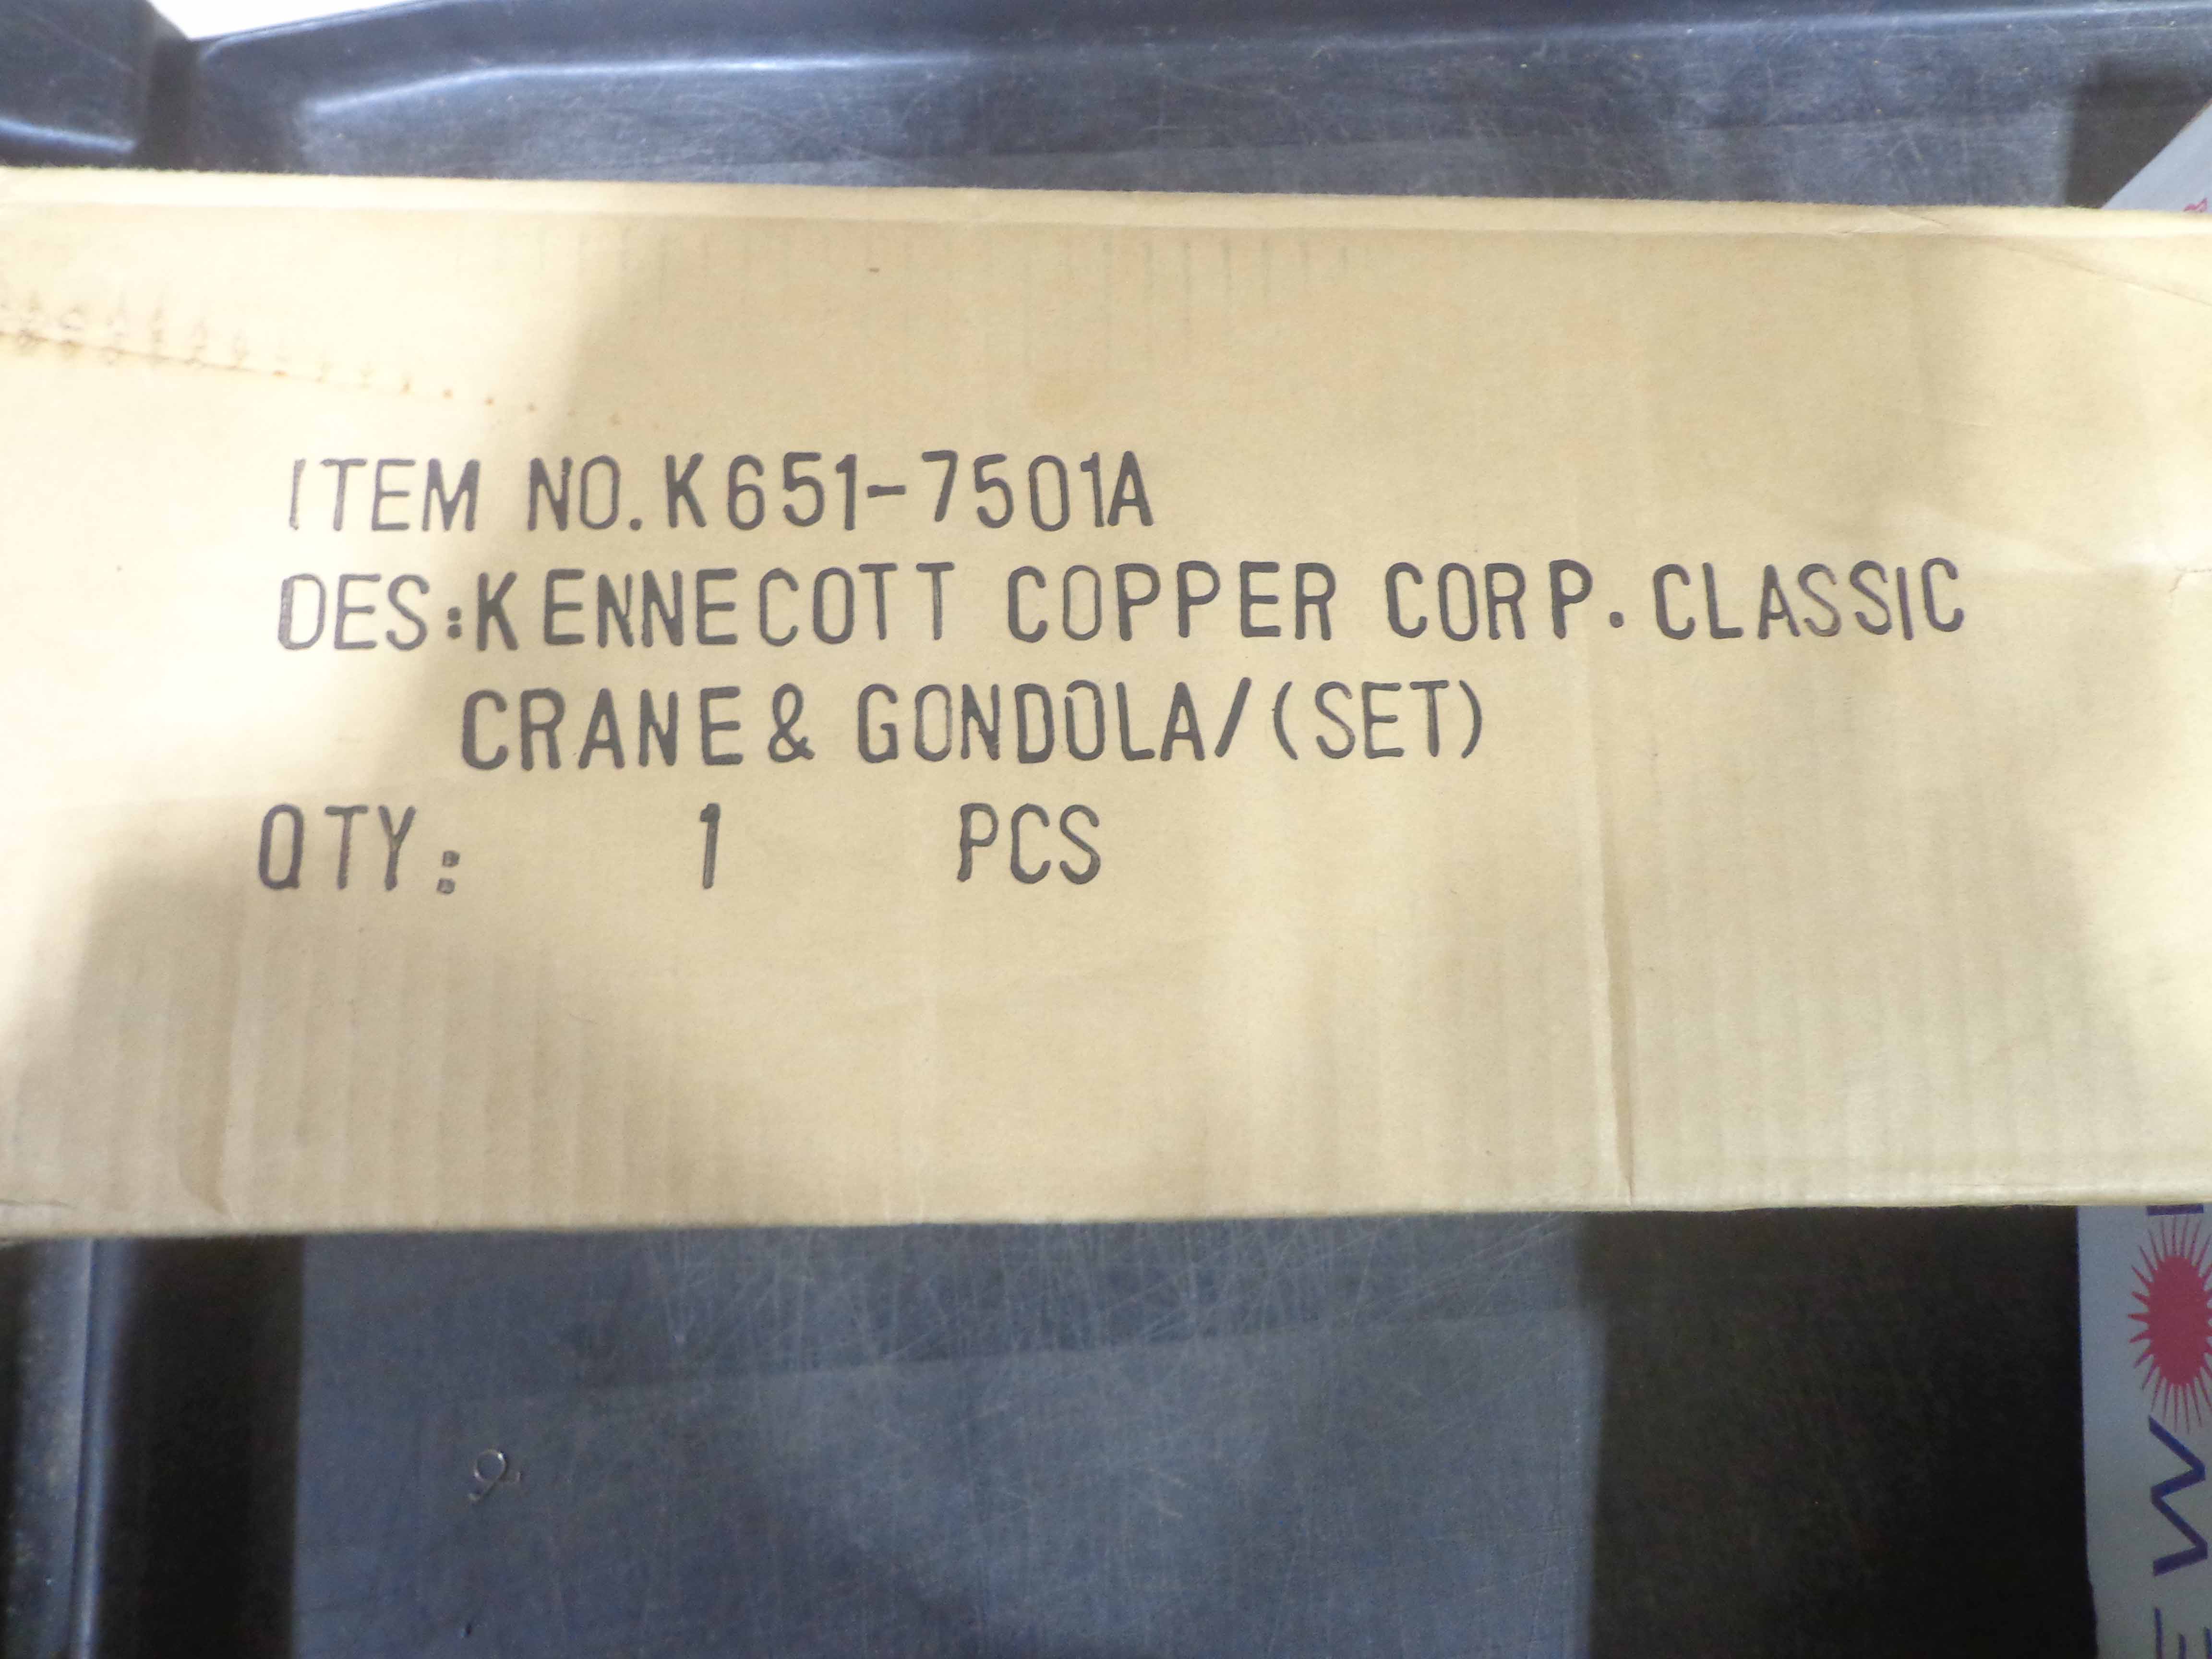 ITEM NO.K651-7501A
DES:KENNECOTT COPPER CORP.CLASSIC
CRANE & GONDOLA/(SET)
QTY: 1 PCS